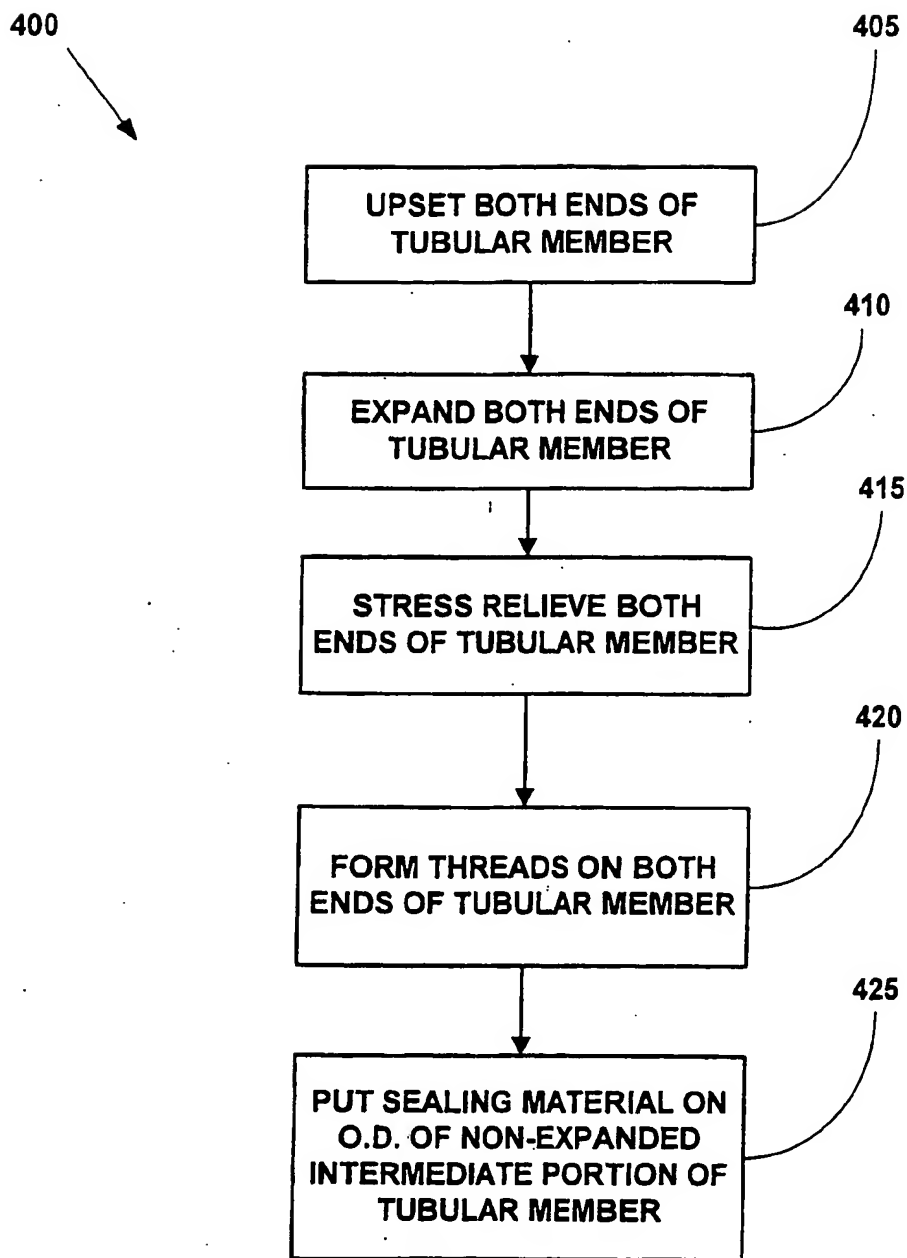 400
405
UPSET BOTH ENDS OF
TUBULAR MEMBER
410
EXPAND BOTH ENDS OF
TUBULAR MEMBER
415
STRESS RELIEVE BOTH
ENDS OF TUBULAR MEMBER
420
FORM THREADS ON BOTH
ENDS OF TUBULAR MEMBER
425
PUT SEALING MATERIAL ON
O.D. OF NON-EXPANDED
INTERMEDIATE PORTION OF
TUBULAR MEMBER